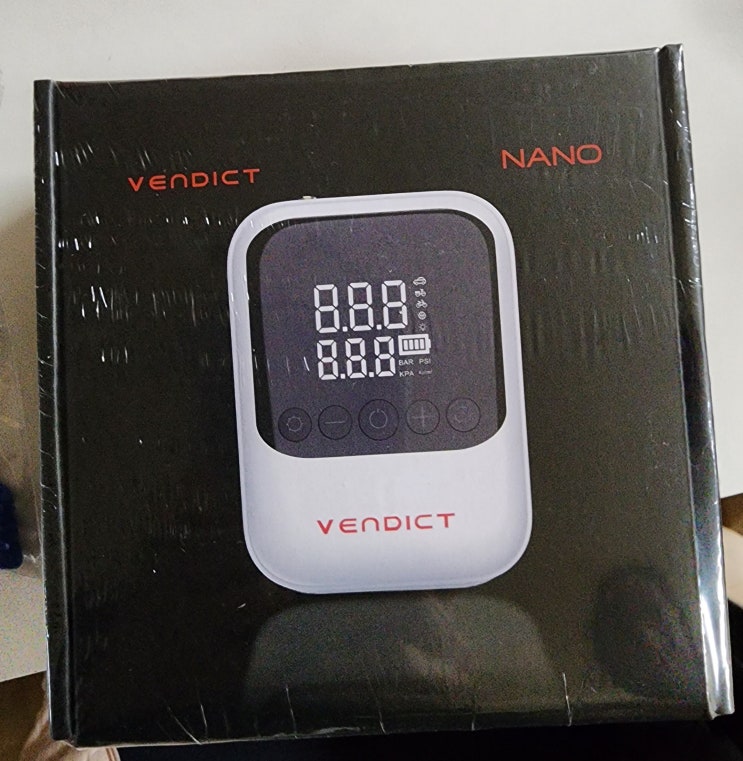 VENDICT
NANO
8.8.8
8.8.8
BAR PSI
KPA
VENDICT